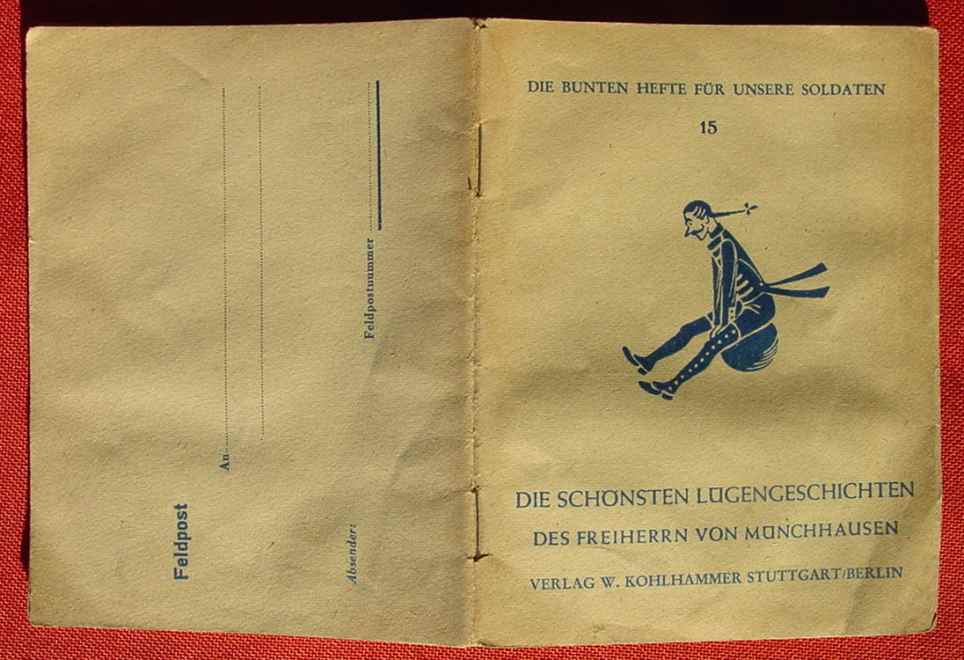 Feldpost
An
Absender:
Feldpostnummer
DIE BUNTEN HEFTE FÜR UNSERE SOLDATEN
15
DIE SCHÖNSTEN LÜGENGESCHICHTEN
DES FREIHERRN VON MÜNCHHAUSEN
VERLAG W. KOHLHAMMER STUTTGART/BERLIN